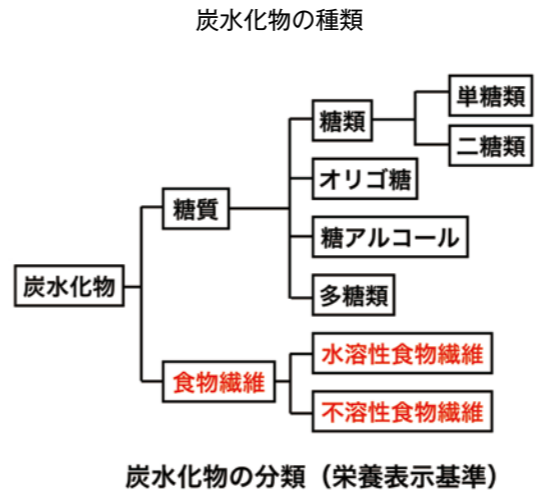 炭水化物の種類
炭水化物
糖質
糖類
単糖類
二糖類
オリゴ糖
糖アルコール
多糖類
食物繊維
水溶性食物繊維
不溶性食物繊維
炭水化物の分類（栄養表示基準）